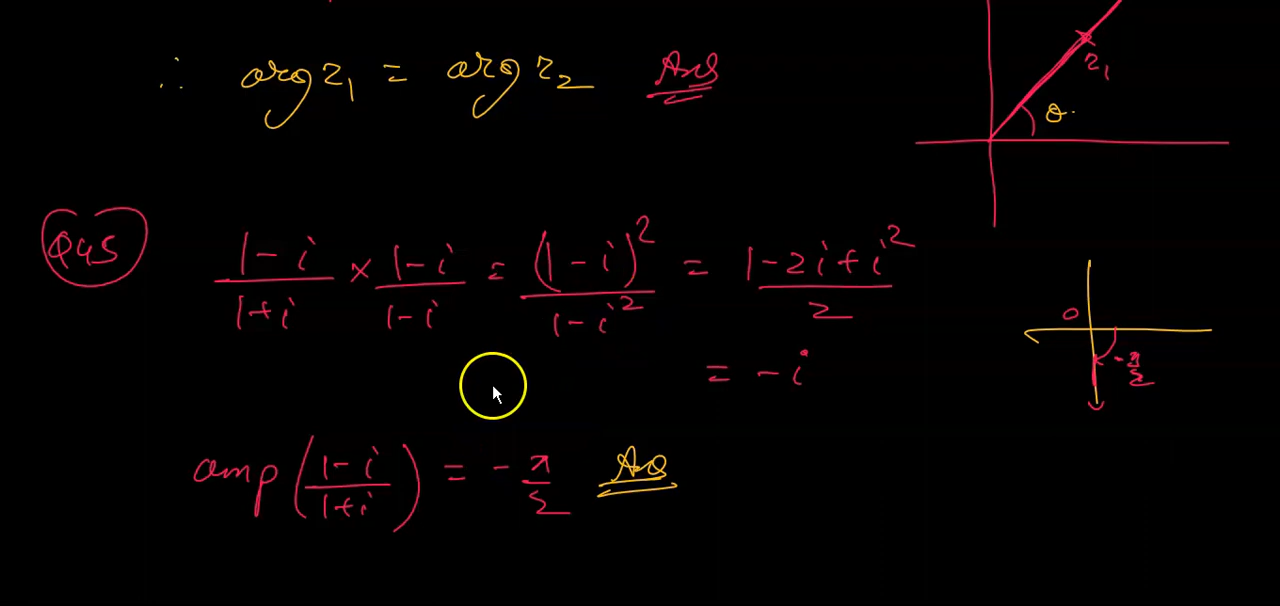 ∴ arg z₁ = arg z₂ Ans
z₁
θ
Q45
(1-i)/(1+i) × (1-i)/(1-i) = (1-i)²/(1-i²) = (1-2i+i²)/2
= -i
0
-π/2
amp((1-i)/(1+i)) = -π/2 Ans